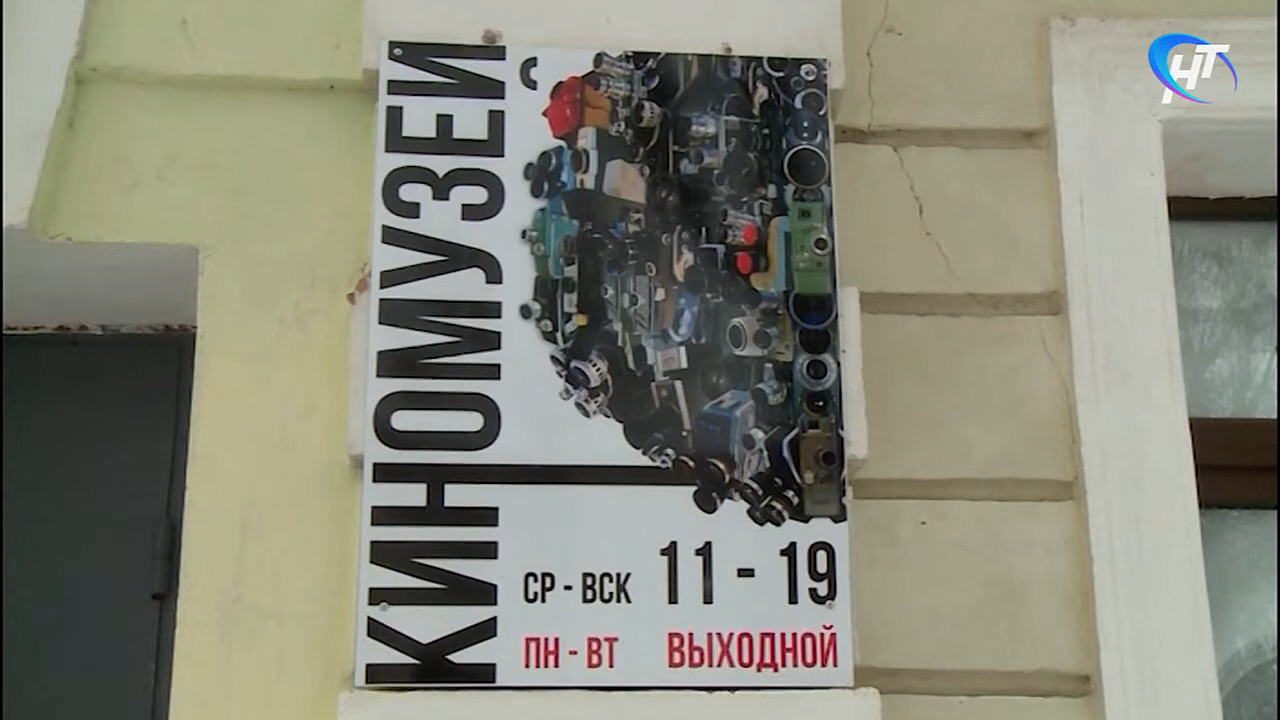 КИНОМУЗЕЙ
СР - ВСК 11 - 19
ПН - ВТ ВЫХОДНОЙ
НТ